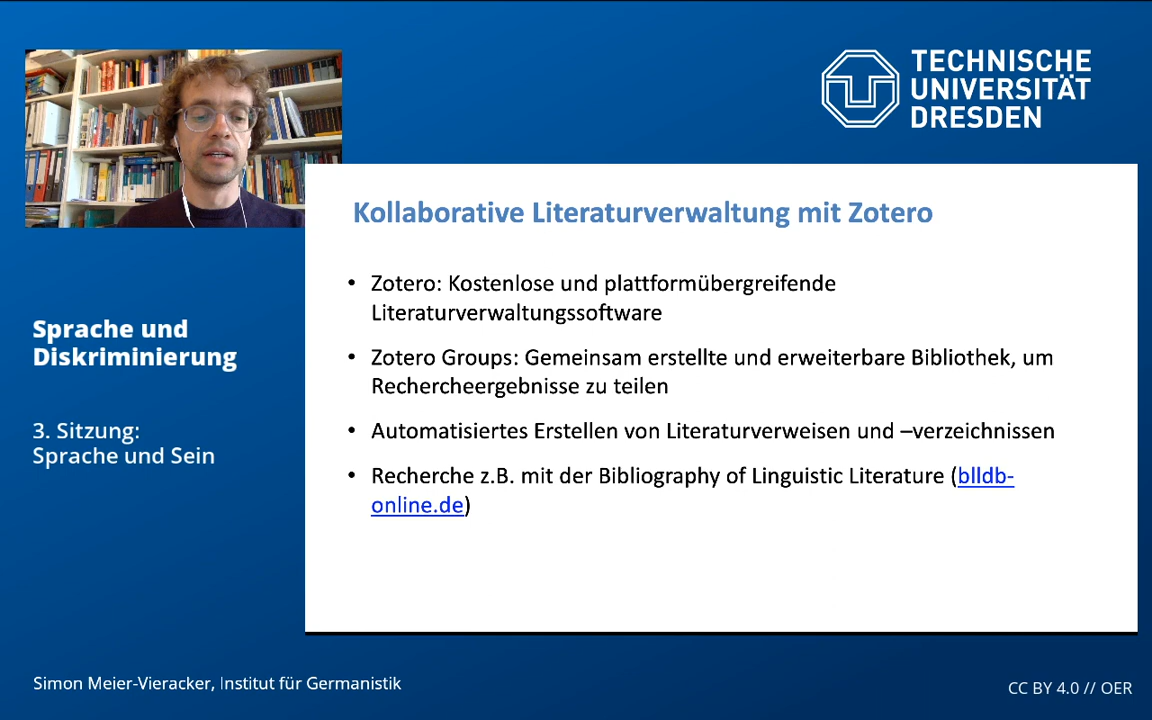 TECHNISCHE
UNIVERSITÄT
DRESDEN
Kollaborative Literaturverwaltung mit Zotero
• Zotero: Kostenlose und plattformübergreifende
Literaturverwaltungssoftware
• Zotero Groups: Gemeinsam erstellte und erweiterbare Bibliothek, um
Rechercheergebnisse zu teilen
• Automatisiertes Erstellen von Literaturverweisen und –verzeichnissen
• Recherche z.B. mit der Bibliography of Linguistic Literature (blldb-
online.de)
Sprache und
Diskriminierung
3. Sitzung:
Sprache und Sein
Simon Meier-Vieracker, Institut für Germanistik
CC BY 4.0 // OER